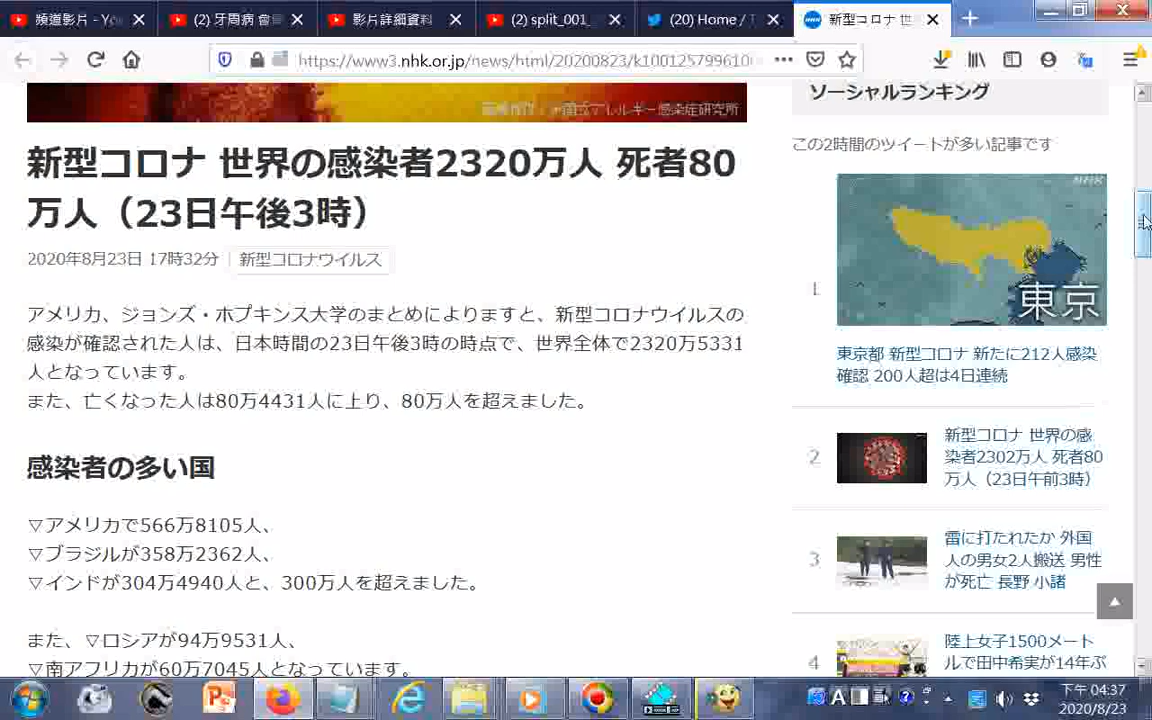 頻道影片 - Yo
(2) 牙周病 會
影片詳細資料
(2) split_001_
(20) Home / T
新型コロナ 世
https://www3.nhk.or.jp/news/html/20200823/k1001257996100
アレルギー感染症研究所
新型コロナ 世界の感染者2320万人 死者80
万人（23日午後3時）
2020年8月23日 17時32分
新型コロナウイルス
アメリカ、ジョンズ・ホプキンス大学のまとめによりますと、新型コロナウイルスの
感染が確認された人は、日本時間の23日午後3時の時点で、世界全体で2320万5331
人となっています。
また、亡くなった人は80万4431人に上り、80万人を超えました。
感染者の多い国
▽アメリカで566万8105人、
▽ブラジルが358万2362人、
▽インドが304万4940人と、300万人を超えました。
また、▽ロシアが94万9531人、
▽南アフリカが60万7045人となっています。
ソーシャルランキング
この2時間のツイートが多い記事です
NHK
東京
1
東京都 新型コロナ 新たに212人感染
確認 200人超は4日連続
2
新型コロナ 世界の感
染者2302万人 死者80
万人（23日午前3時）
3
雷に打たれたか 外国
人の男女2人搬送 男性
が死亡 長野 小諸
4
陸上女子1500メート
ルで田中希実が14年ぶ
A
下午 04:37
2020/8/23